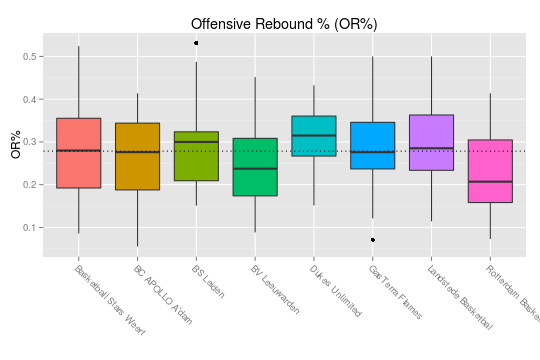 Offensive Rebound % (OR%)
OR%
0.5
0.4
0.3
0.2
0.1
Basketball Stars Weert
BC APOLLO A'dam
BS Leiden
BV Leeuwarden
Dukes Unlimited
GasTerra Flames
Landstede Basketbal
Rotterdam Baske